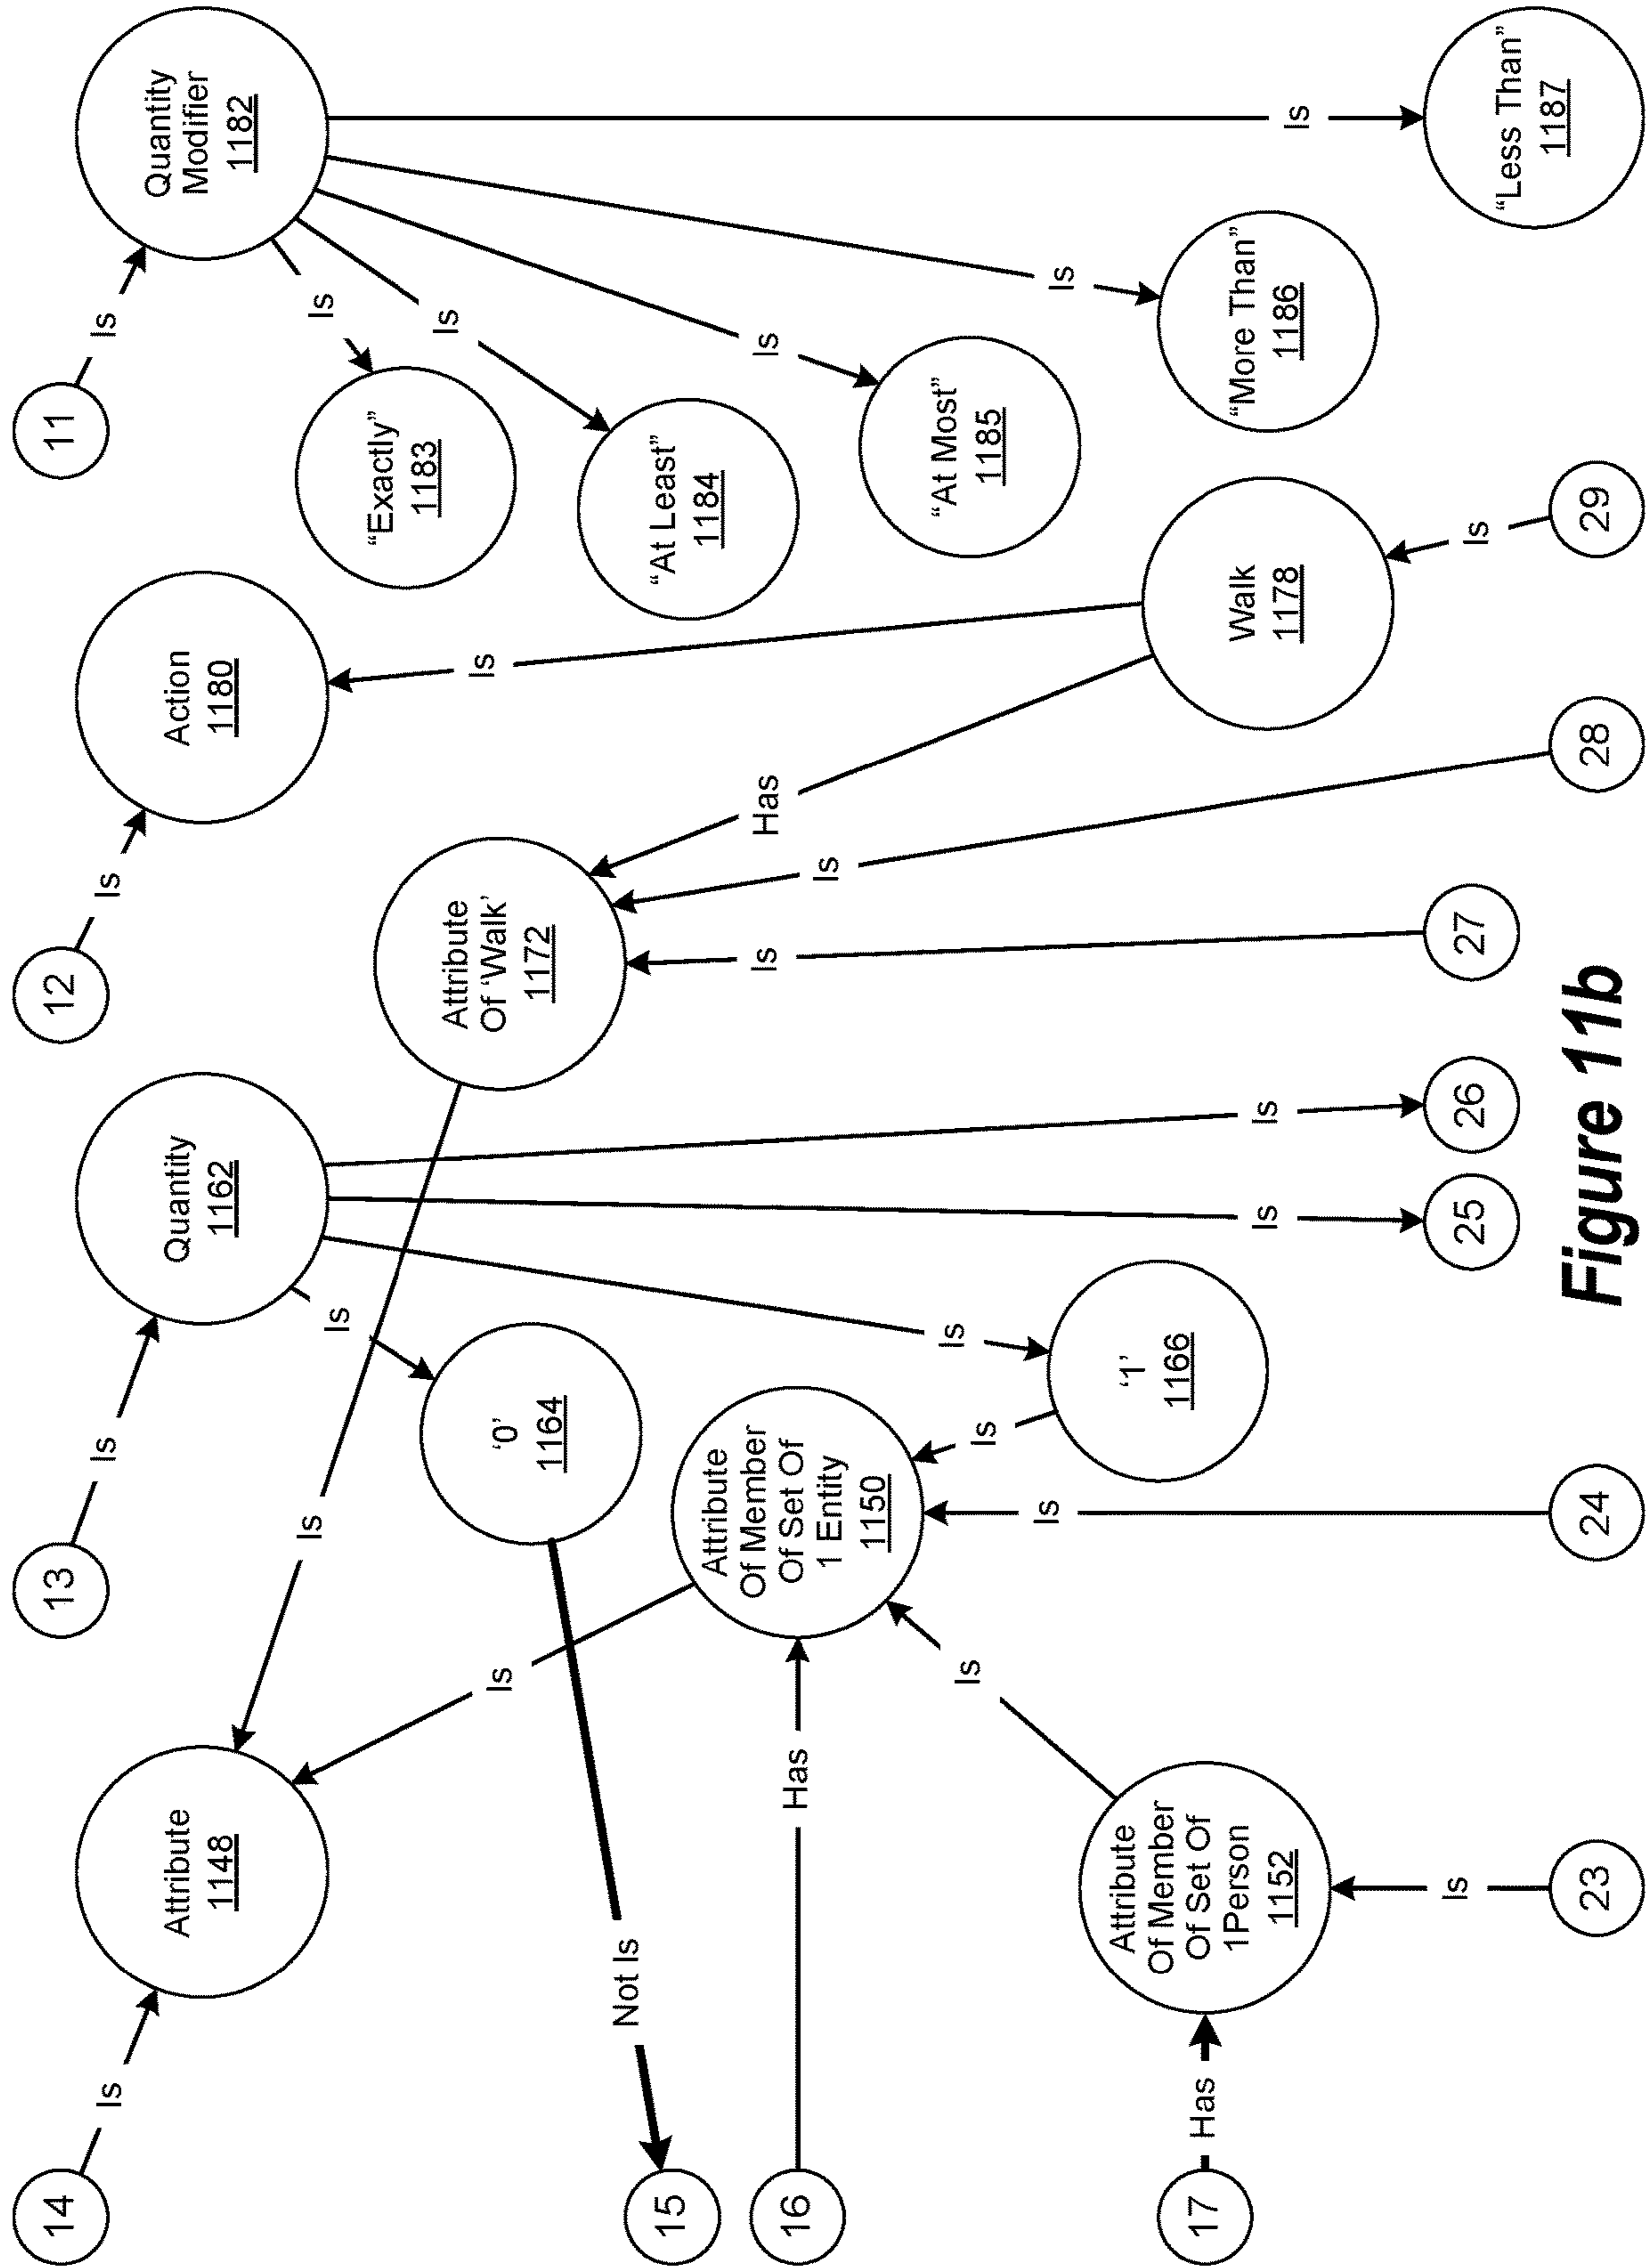 14
Is
Attribute
1148
13
Is
Quantity
1162
12
Is
Action
1180
11
Is
Quantity
Modifier
1182
Is
Is
Is
Is
Is
"Exactly"
1183
"At Least"
1184
"At Most"
1185
"More Than"
1186
"Less Than"
1187
Is
Is
Attribute
Of 'Walk'
1172
Is
'0'
1164
Not Is
15
Is
Has
Is
Is
Walk
1178
Is
29
28
27
Is
Is
26
25
Is
'1'
1166
Is
Attribute
Of Member
Of Set Of
1 Entity
1150
Is
24
16
Has
Is
17
Has
Attribute
Of Member
Of Set Of
1Person
1152
Is
23
Figure 11b